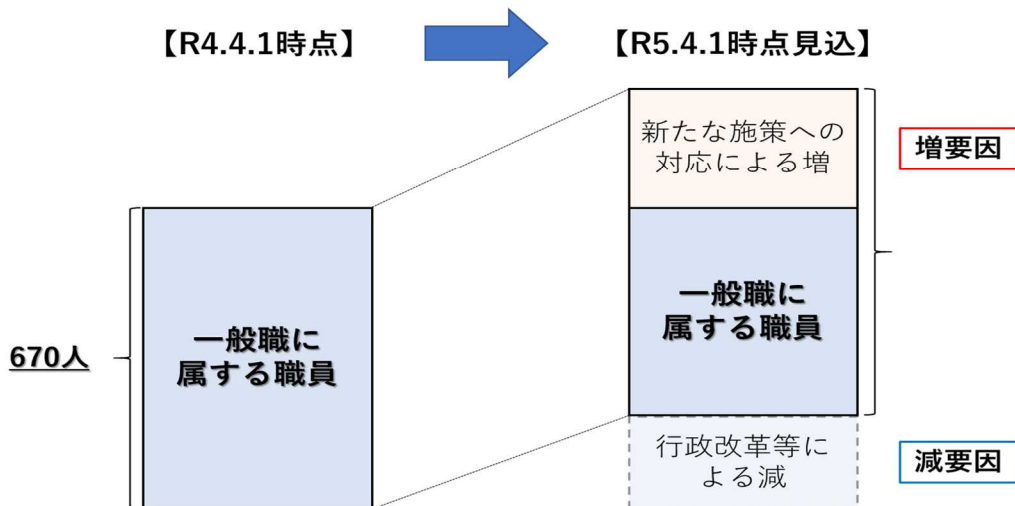 【R4.4.1時点】
【R5.4.1時点見込】
新たな施策への
対応による増
増要因
670人
一般職に
属する職員
一般職に
属する職員
行政改革等に
よる減
減要因